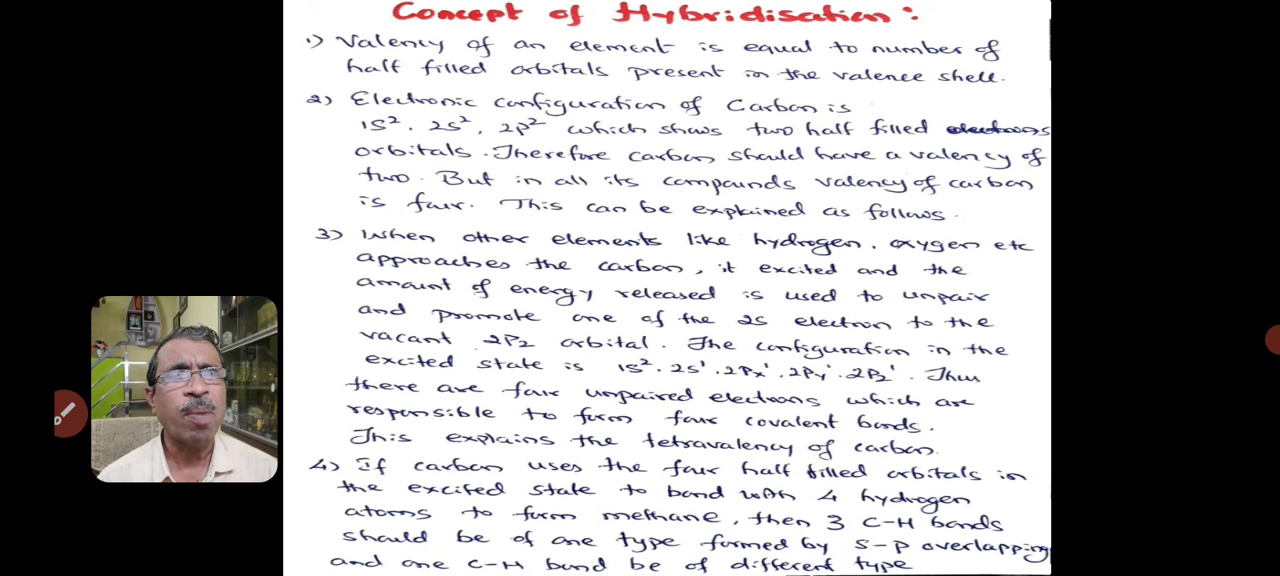 Concept of Hybridisation :
1) Valency of an element is equal to number of
half filled orbitals present in the valence shell.
2) Electronic configuration of Carbon is
1s², 2s², 2p² which shows two half filled
orbitals. Therefore carbon should have a valency of
two. But in all its compounds valency of carbon
is four. This can be explained as follows.
3) When other elements like hydrogen, oxygen etc
approaches the carbon, it excited and the
amount of energy released is used to unpair
and promote one of the 2s electron to the
vacant 2Pz orbital. The configuration in the
excited state is 1s², 2s¹, 2Px¹, 2Py¹, 2Pz¹. Thus
there are four unpaired electrons which are
responsible to form four covalent bonds.
This explains the tetravalency of carbon.
4) If carbon uses the four half filled orbitals in
the excited state to bond with 4 hydrogen
atoms to form methane, then 3 C-H bonds
should be of one type formed by S-P overlapping
and one C-H bond be of different type